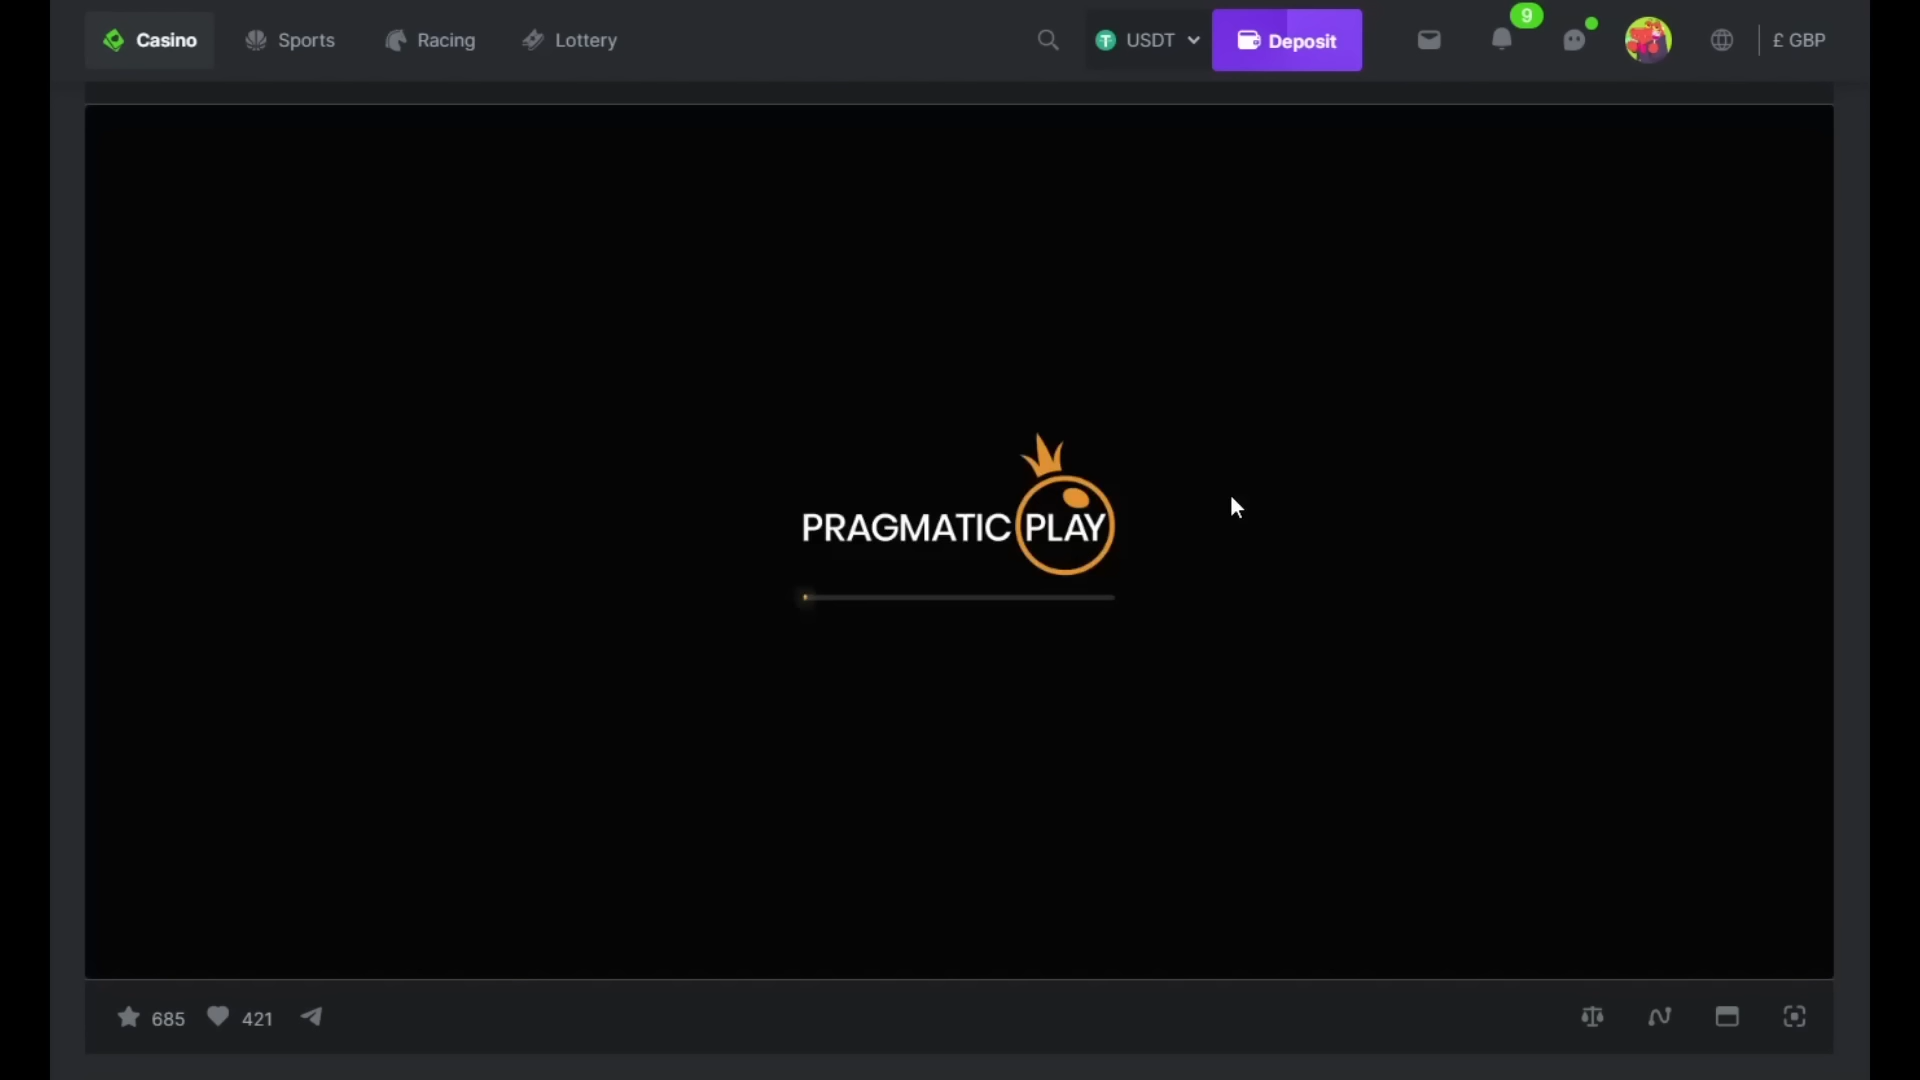 Casino Sports Racing Lottery USDT Deposit 9 £ GBP
PRAGMATIC PLAY
685 421